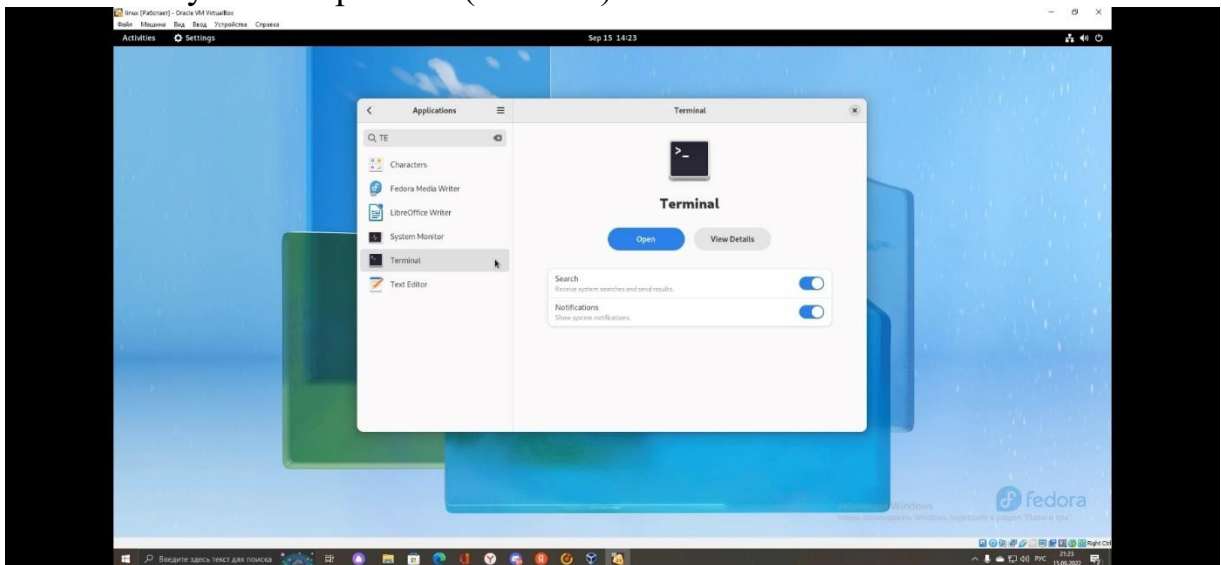 linux [Работает] - Oracle VM VirtualBox
Файл Машина Вид Ввод Устройства Справка
Activities Settings Sep 15 14:23
Applications Terminal
TE
Characters
Fedora Media Writer
LibreOffice Writer
System Monitor
Terminal
Text Editor
>_
Terminal
Open View Details
Search
Receive system searches and send results.
Notifications
Show system notifications.
fedora
Windows
Right Ctrl
Введите здесь текст для поиска
РУС
21:23
15.09.2022